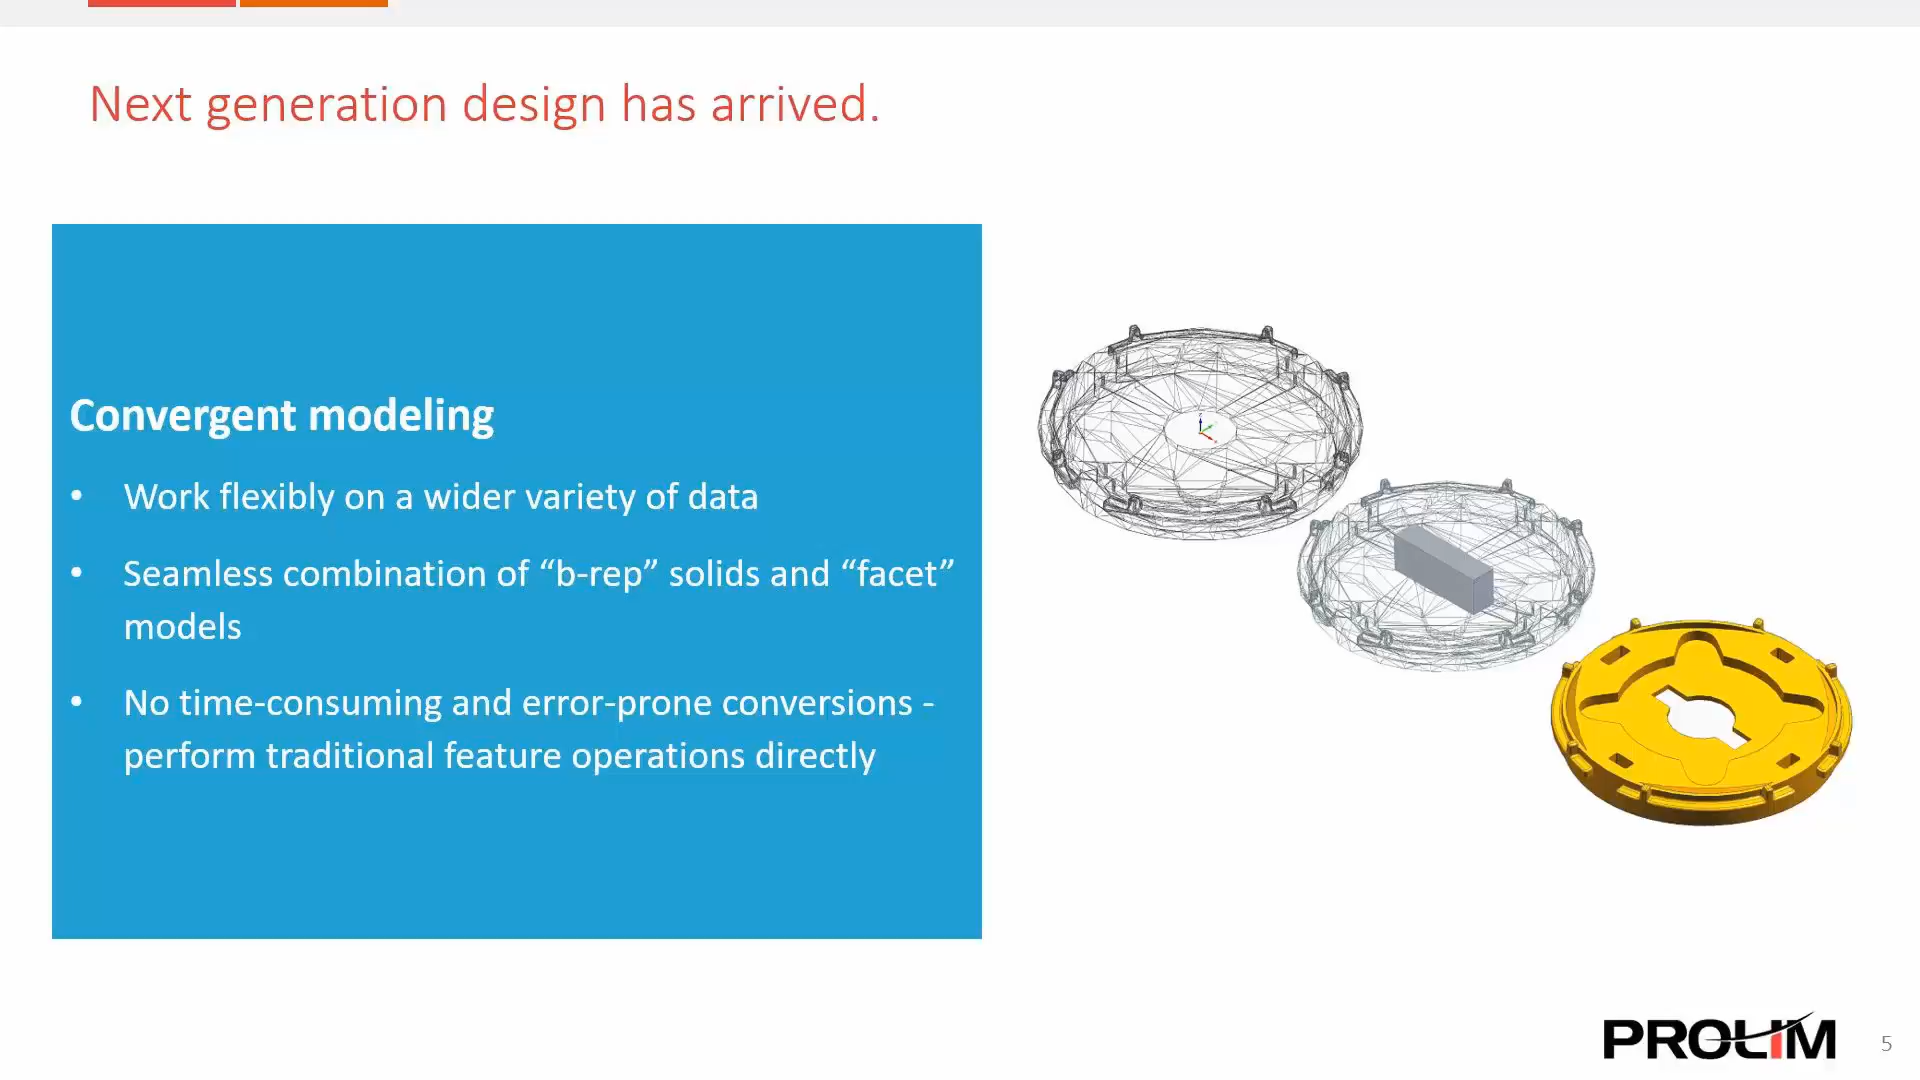 Next generation design has arrived.
Convergent modeling
• Work flexibly on a wider variety of data
• Seamless combination of “b-rep” solids and “facet”
models
• No time-consuming and error-prone conversions -
perform traditional feature operations directly
PROLIM
5